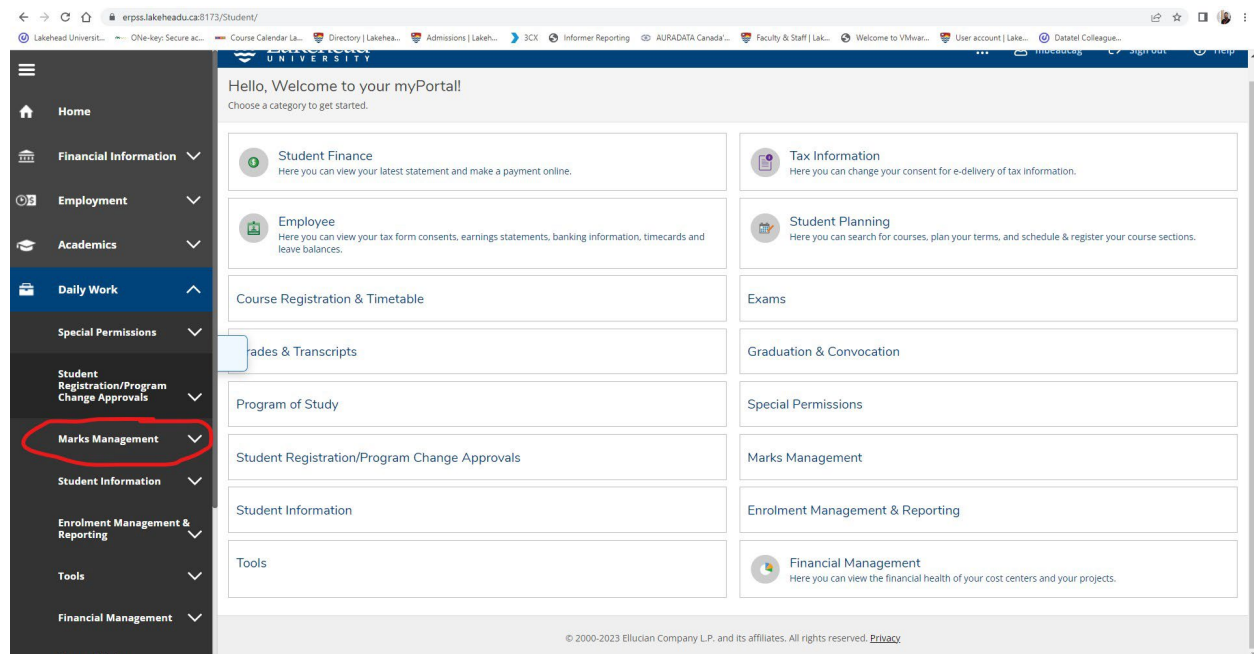 erpss.lakeheadu.ca:8173/Student/
Lakehead Universit...
ONe-key: Secure ac...
Course Calendar La...
Directory | Lakehea...
Admissions | Lakeh...
3CX
Informer Reporting
AURADATA Canada'...
Faculty & Staff | Lak...
Welcome to VMwar...
User account | Lake...
Datatel Colleague...
Lakehead
UNIVERSITY
...
mbeaucag
Sign out
Help
Home
Financial Information
Employment
Academics
Daily Work
Special Permissions
Student
Registration/Program
Change Approvals
Marks Management
Student Information
Enrolment Management &
Reporting
Tools
Financial Management
Hello, Welcome to your myPortal!
Choose a category to get started.
Student Finance
Here you can view your latest statement and make a payment online.
Tax Information
Here you can change your consent for e-delivery of tax information.
Employee
Here you can view your tax form consents, earnings statements, banking information, timecards and
leave balances.
Student Planning
Here you can search for courses, plan your terms, and schedule & register your course sections.
Course Registration & Timetable
Exams
rades & Transcripts
Graduation & Convocation
Program of Study
Special Permissions
Student Registration/Program Change Approvals
Marks Management
Student Information
Enrolment Management & Reporting
Tools
Financial Management
Here you can view the financial health of your cost centers and your projects.
© 2000-2023 Ellucian Company L.P. and its affiliates. All rights reserved. Privacy